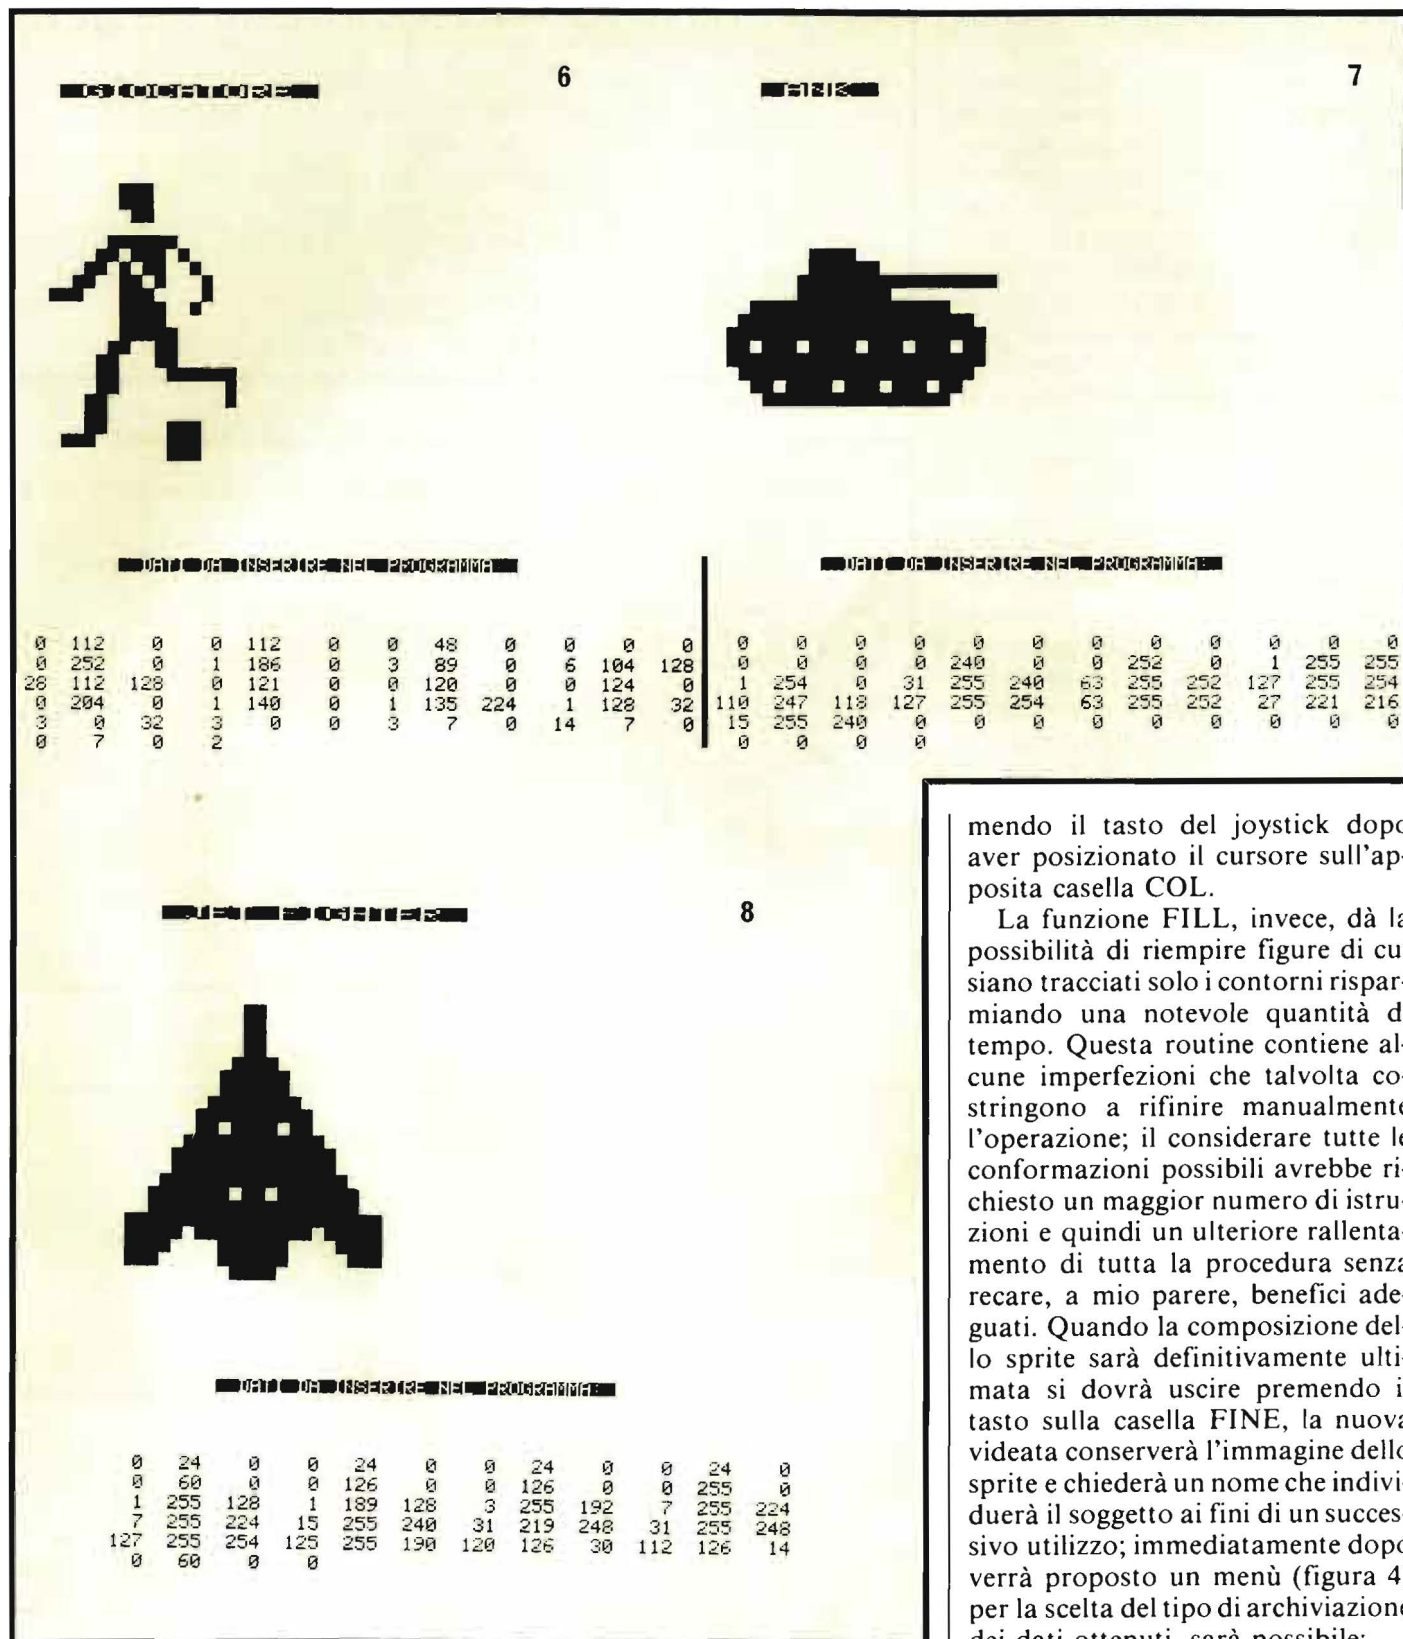 6
GIOCATORE
DATI DA INSERIRE NEL PROGRAMMA:
0 112 0 0 112 0 0 48 0 0 0 0
0 252 0 1 186 0 3 89 0 6 104 128
28 112 128 0 121 0 0 120 0 0 124 0
0 204 0 1 140 0 1 135 224 1 128 32
3 0 32 3 0 0 3 7 0 14 7 0
0 7 0 2
7
DATI DA INSERIRE NEL PROGRAMMA:
0 0 0 0 0 0 0 0 0 0 0 0
0 0 0 0 240 0 0 252 0 1 255 255
1 254 0 31 255 240 63 255 252 127 255 254
110 247 118 127 255 254 63 255 252 27 221 216
15 255 240 0 0 0 0 0 0 0 0 0
0 0 0 0
JET FIGHTER
8
DATI DA INSERIRE NEL PROGRAMMA:
0 24 0 0 24 0 0 24 0 0 24 0
0 60 0 0 126 0 0 126 0 0 255 0
1 255 128 1 189 128 3 255 192 7 255 224
7 255 224 15 255 240 31 219 248 31 255 248
127 255 254 125 255 190 120 126 30 112 126 14
0 60 0 0
mendo il tasto del joystick dopo
aver posizionato il cursore sull'ap-
posita casella COL.
La funzione FILL, invece, dà la
possibilità di riempire figure di cu
siano tracciati solo i contorni rispar-
miando una notevole quantità d
tempo. Questa routine contiene al-
cune imperfezioni che talvolta co-
stringono a rifinire manualmente
l'operazione; il considerare tutte le
conformazioni possibili avrebbe ri-
chiesto un maggior numero di istru-
zioni e quindi un ulteriore rallenta-
mento di tutta la procedura senza
recare, a mio parere, benefici ade-
guati. Quando la composizione del-
lo sprite sarà definitivamente ulti-
mata si dovrà uscire premendo i
tasto sulla casella FINE, la nuova
videata conserverà l'immagine dello
sprite e chiederà un nome che indivi-
duerà il soggetto ai fini di un succes-
sivo utilizzo; immediatamente dopo
verrà proposto un menù (figura 4
per la scelta del tipo di archiviazione
dei dati ottenuti, sarà possibile: